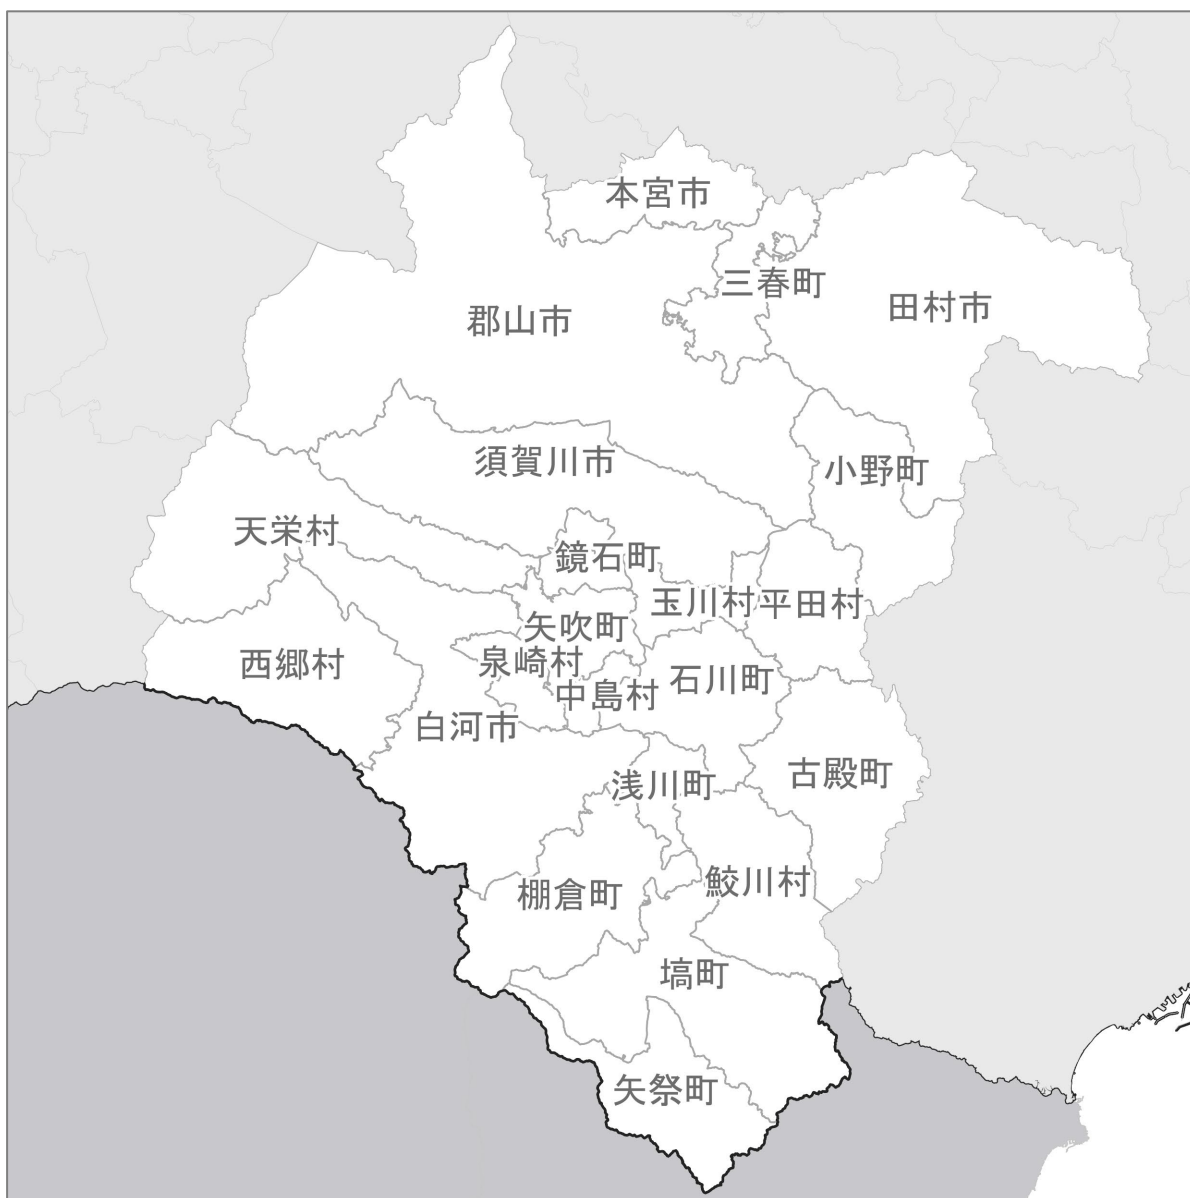 本宮市
三春町
田村市
郡山市
須賀川市
小野町
天栄村
鏡石町
玉川村
平田村
矢吹町
泉崎村
西郷村
石川町
中島村
白河市
古殿町
浅川町
鮫川村
棚倉町
塙町
矢祭町